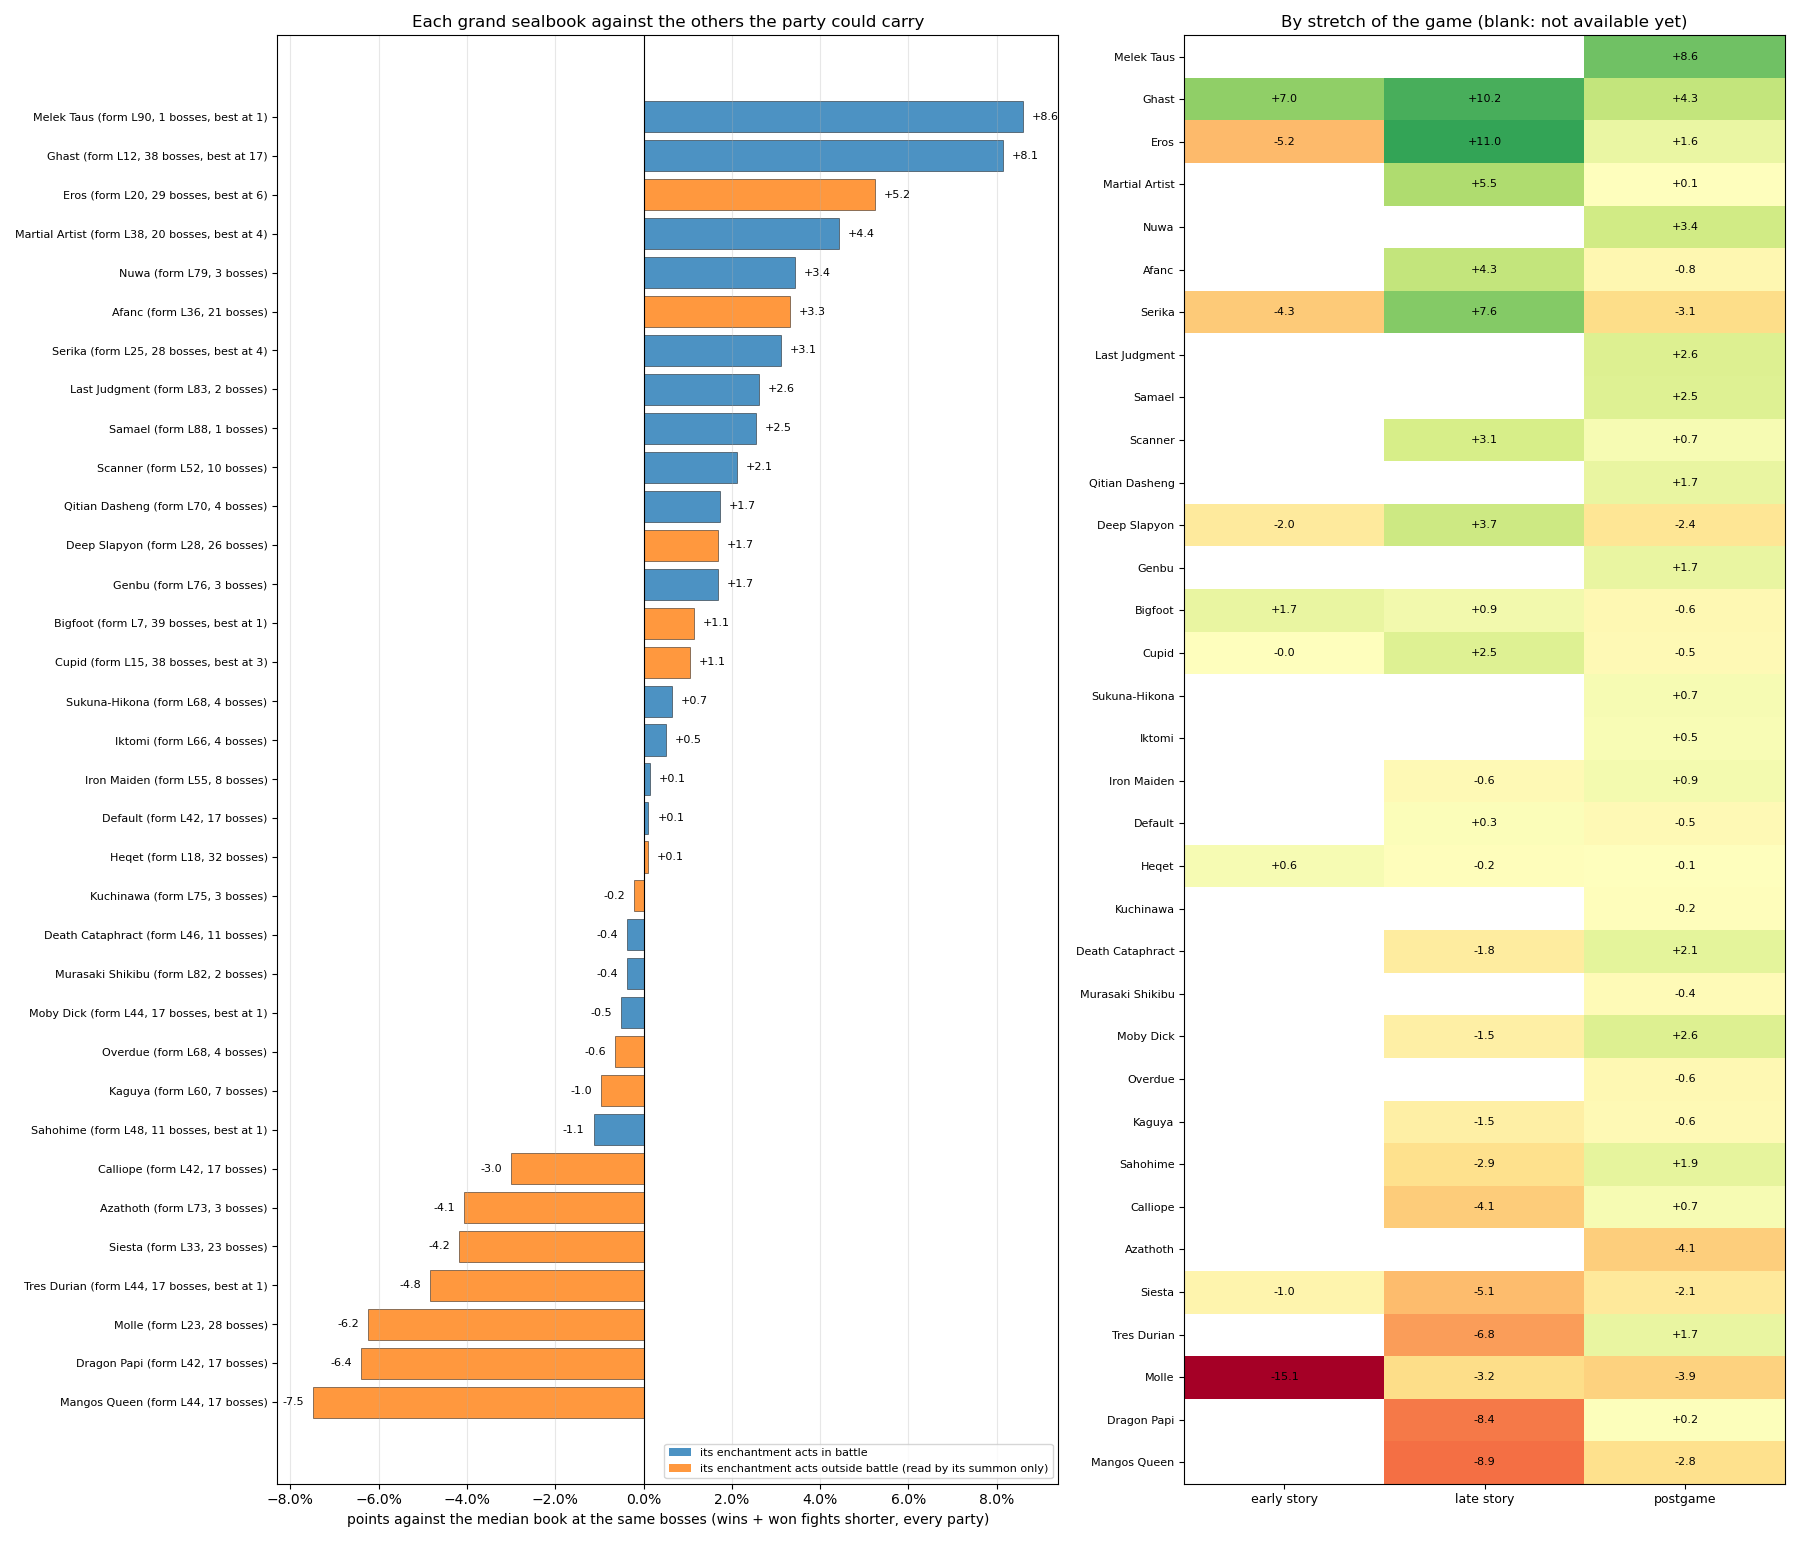 Each grand sealbook against the others the party could carry
Melek Taus (form L90, 1 bosses, best at 1) +8.6
Ghast (form L12, 38 bosses, best at 17) +8.1
Eros (form L20, 29 bosses, best at 6) +5.2
Martial Artist (form L38, 20 bosses, best at 4) +4.4
Nuwa (form L79, 3 bosses) +3.4
Afanc (form L36, 21 bosses) +3.3
Serika (form L25, 28 bosses, best at 4) +3.1
Last Judgment (form L83, 2 bosses) +2.6
Samael (form L88, 1 bosses) +2.5
Scanner (form L52, 10 bosses) +2.1
Qitian Dasheng (form L70, 4 bosses) +1.7
Deep Slapyon (form L28, 26 bosses) +1.7
Genbu (form L76, 3 bosses) +1.7
Bigfoot (form L7, 39 bosses, best at 1) +1.1
Cupid (form L15, 38 bosses, best at 3) +1.1
Sukuna-Hikona (form L68, 4 bosses) +0.7
Iktomi (form L66, 4 bosses) +0.5
Iron Maiden (form L55, 8 bosses) +0.1
Default (form L42, 17 bosses) +0.1
Heqet (form L18, 32 bosses) +0.1
Kuchinawa (form L75, 3 bosses) -0.2
Death Cataphract (form L46, 11 bosses) -0.4
Murasaki Shikibu (form L82, 2 bosses) -0.4
Moby Dick (form L44, 17 bosses, best at 1) -0.5
Overdue (form L68, 4 bosses) -0.6
Kaguya (form L60, 7 bosses) -1.0
Sahohime (form L48, 11 bosses, best at 1) -1.1
Calliope (form L42, 17 bosses) -3.0
Azathoth (form L73, 3 bosses) -4.1
Siesta (form L33, 23 bosses) -4.2
Tres Durian (form L44, 17 bosses, best at 1) -4.8
Molle (form L23, 28 bosses) -6.2
Dragon Papi (form L42, 17 bosses) -6.4
Mangos Queen (form L44, 17 bosses) -7.5
its enchantment acts in battle
its enchantment acts outside battle (read by its summon only)
−8.0% −6.0% −4.0% −2.0% 0.0% 2.0% 4.0% 6.0% 8.0%
points against the median book at the same bosses (wins + won fights shorter, every party)
By stretch of the game (blank: not available yet)
Melek Taus +8.6
Ghast +7.0 +10.2 +4.3
Eros -5.2 +11.0 +1.6
Martial Artist +5.5 +0.1
Nuwa +3.4
Afanc +4.3 -0.8
Serika -4.3 +7.6 -3.1
Last Judgment +2.6
Samael +2.5
Scanner +3.1 +0.7
Qitian Dasheng +1.7
Deep Slapyon -2.0 +3.7 -2.4
Genbu +1.7
Bigfoot +1.7 +0.9 -0.6
Cupid -0.0 +2.5 -0.5
Sukuna-Hikona +0.7
Iktomi +0.5
Iron Maiden -0.6 +0.9
Default +0.3 -0.5
Heqet +0.6 -0.2 -0.1
Kuchinawa -0.2
Death Cataphract -1.8 +2.1
Murasaki Shikibu -0.4
Moby Dick -1.5 +2.6
Overdue -0.6
Kaguya -1.5 -0.6
Sahohime -2.9 +1.9
Calliope -4.1 +0.7
Azathoth -4.1
Siesta -1.0 -5.1 -2.1
Tres Durian -6.8 +1.7
Molle -15.1 -3.2 -3.9
Dragon Papi -8.4 +0.2
Mangos Queen -8.9 -2.8
early story late story postgame